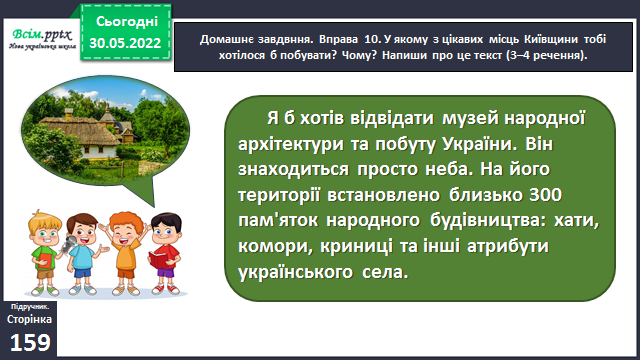 Всім.pptx
Нова українська школа
Сьогодні
30.05.2022
Домашнє завдвння. Вправа 10. У якому з цікавих місць Київщини тобі
хотілося б побувати? Чому? Напиши про це текст (3–4 речення).
Я б хотів відвідати музей народної
архітектури та побуту України. Він
знаходиться просто неба. На його
території встановлено близько 300
пам'яток народного будівництва: хати,
комори, криниці та інші атрибути
українського села.
Підручник.
Сторінка
159